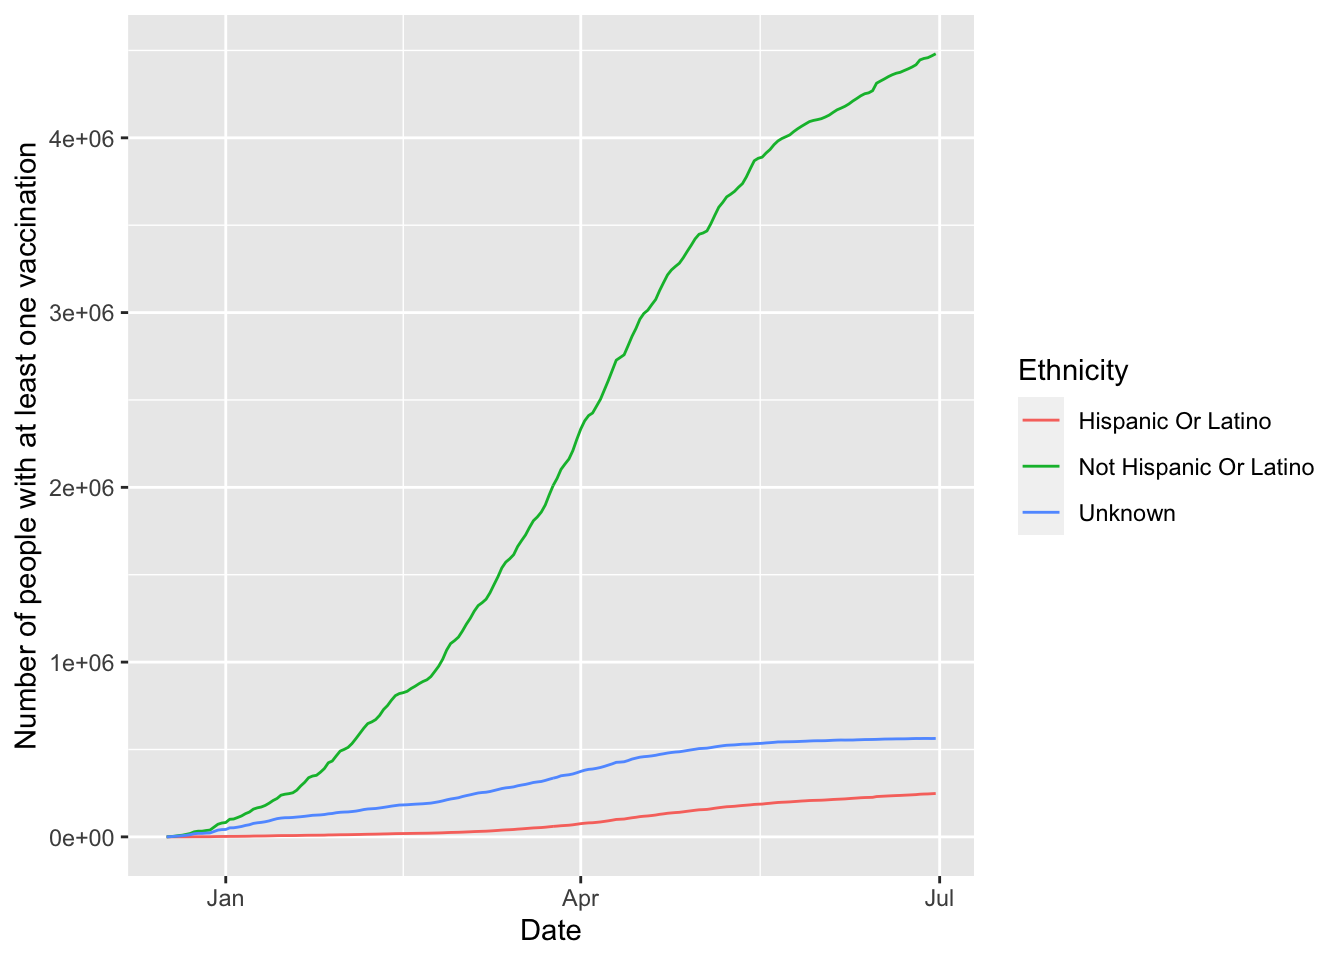 Number of people with at least one vaccination
4e+06
3e+06
2e+06
1e+06
0e+00
Jan
Apr
Jul
Date
Ethnicity
Hispanic Or Latino
Not Hispanic Or Latino
Unknown